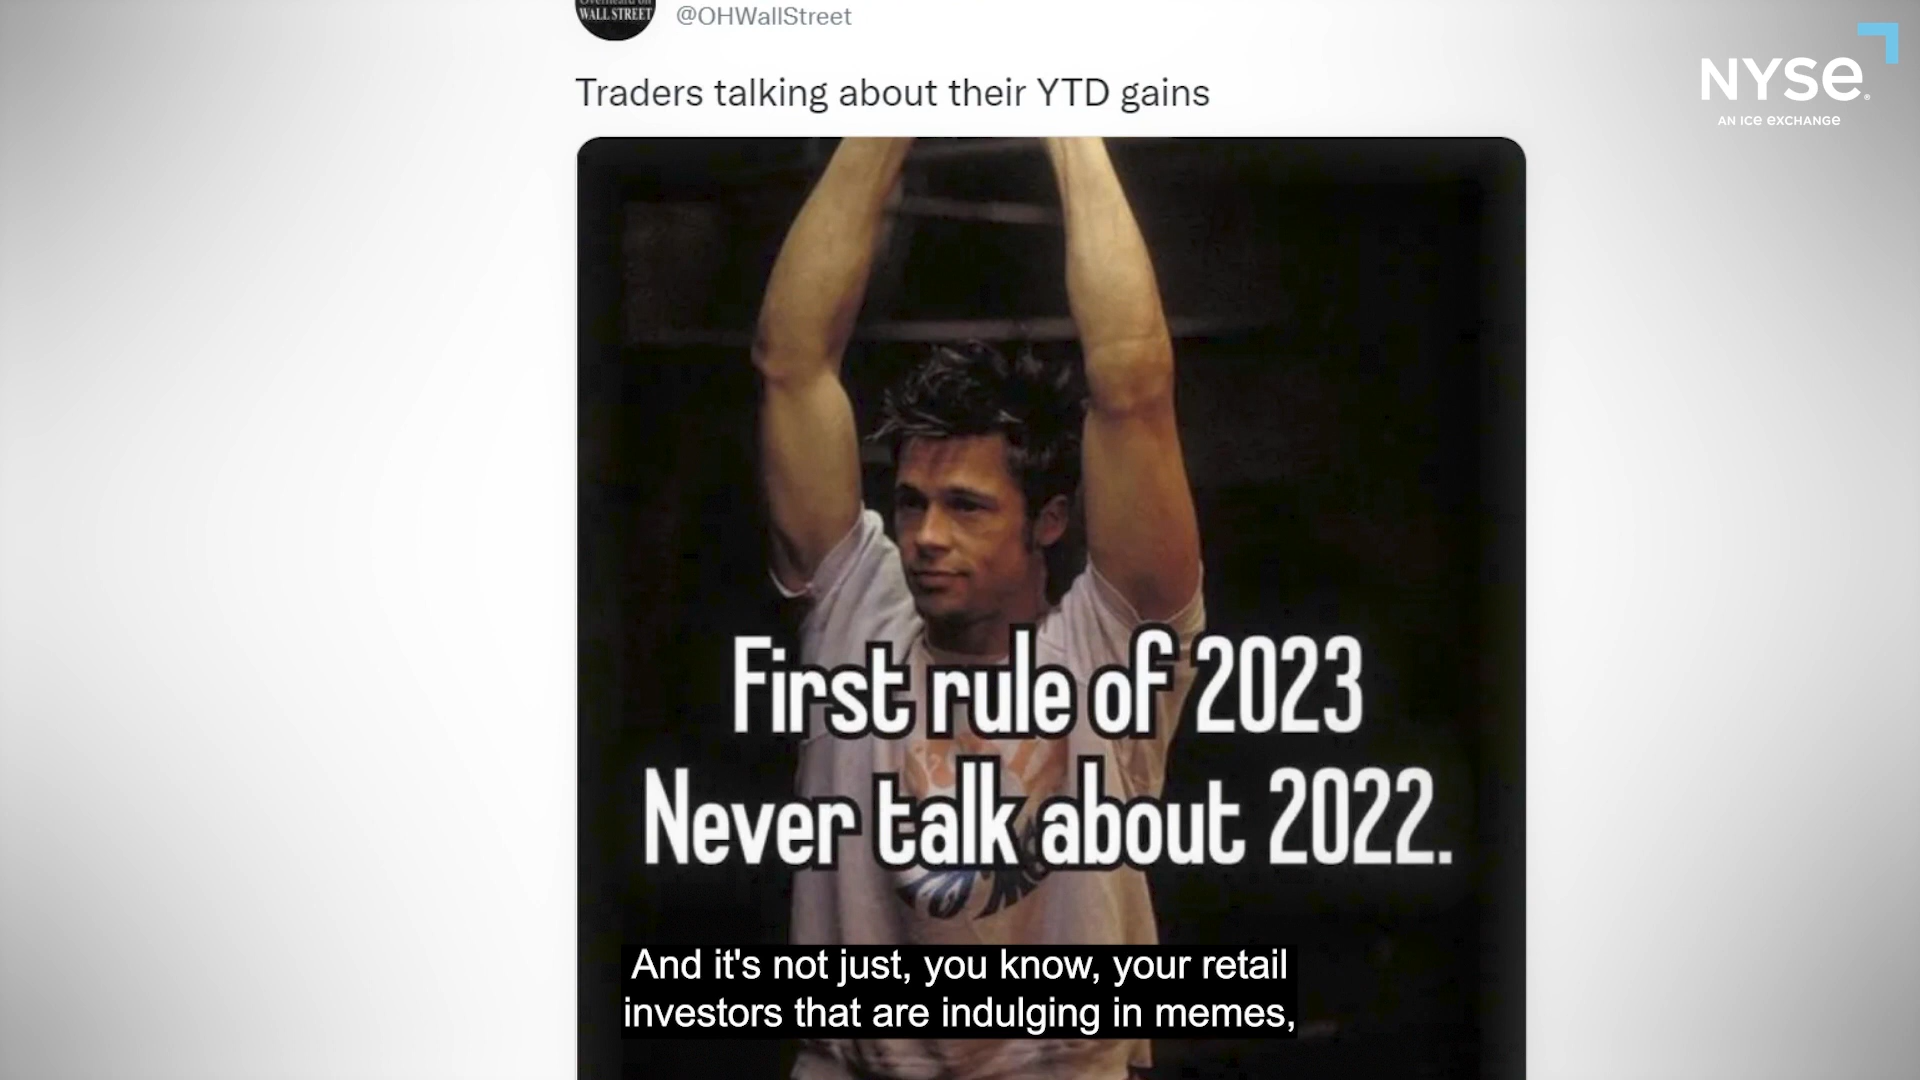 WALL STREET
@OHWallStreet
NYSE
AN ICE EXCHANGE
Traders talking about their YTD gains
First rule of 2023
Never talk about 2022.
And it's not just, you know, your retail
investors that are indulging in memes,